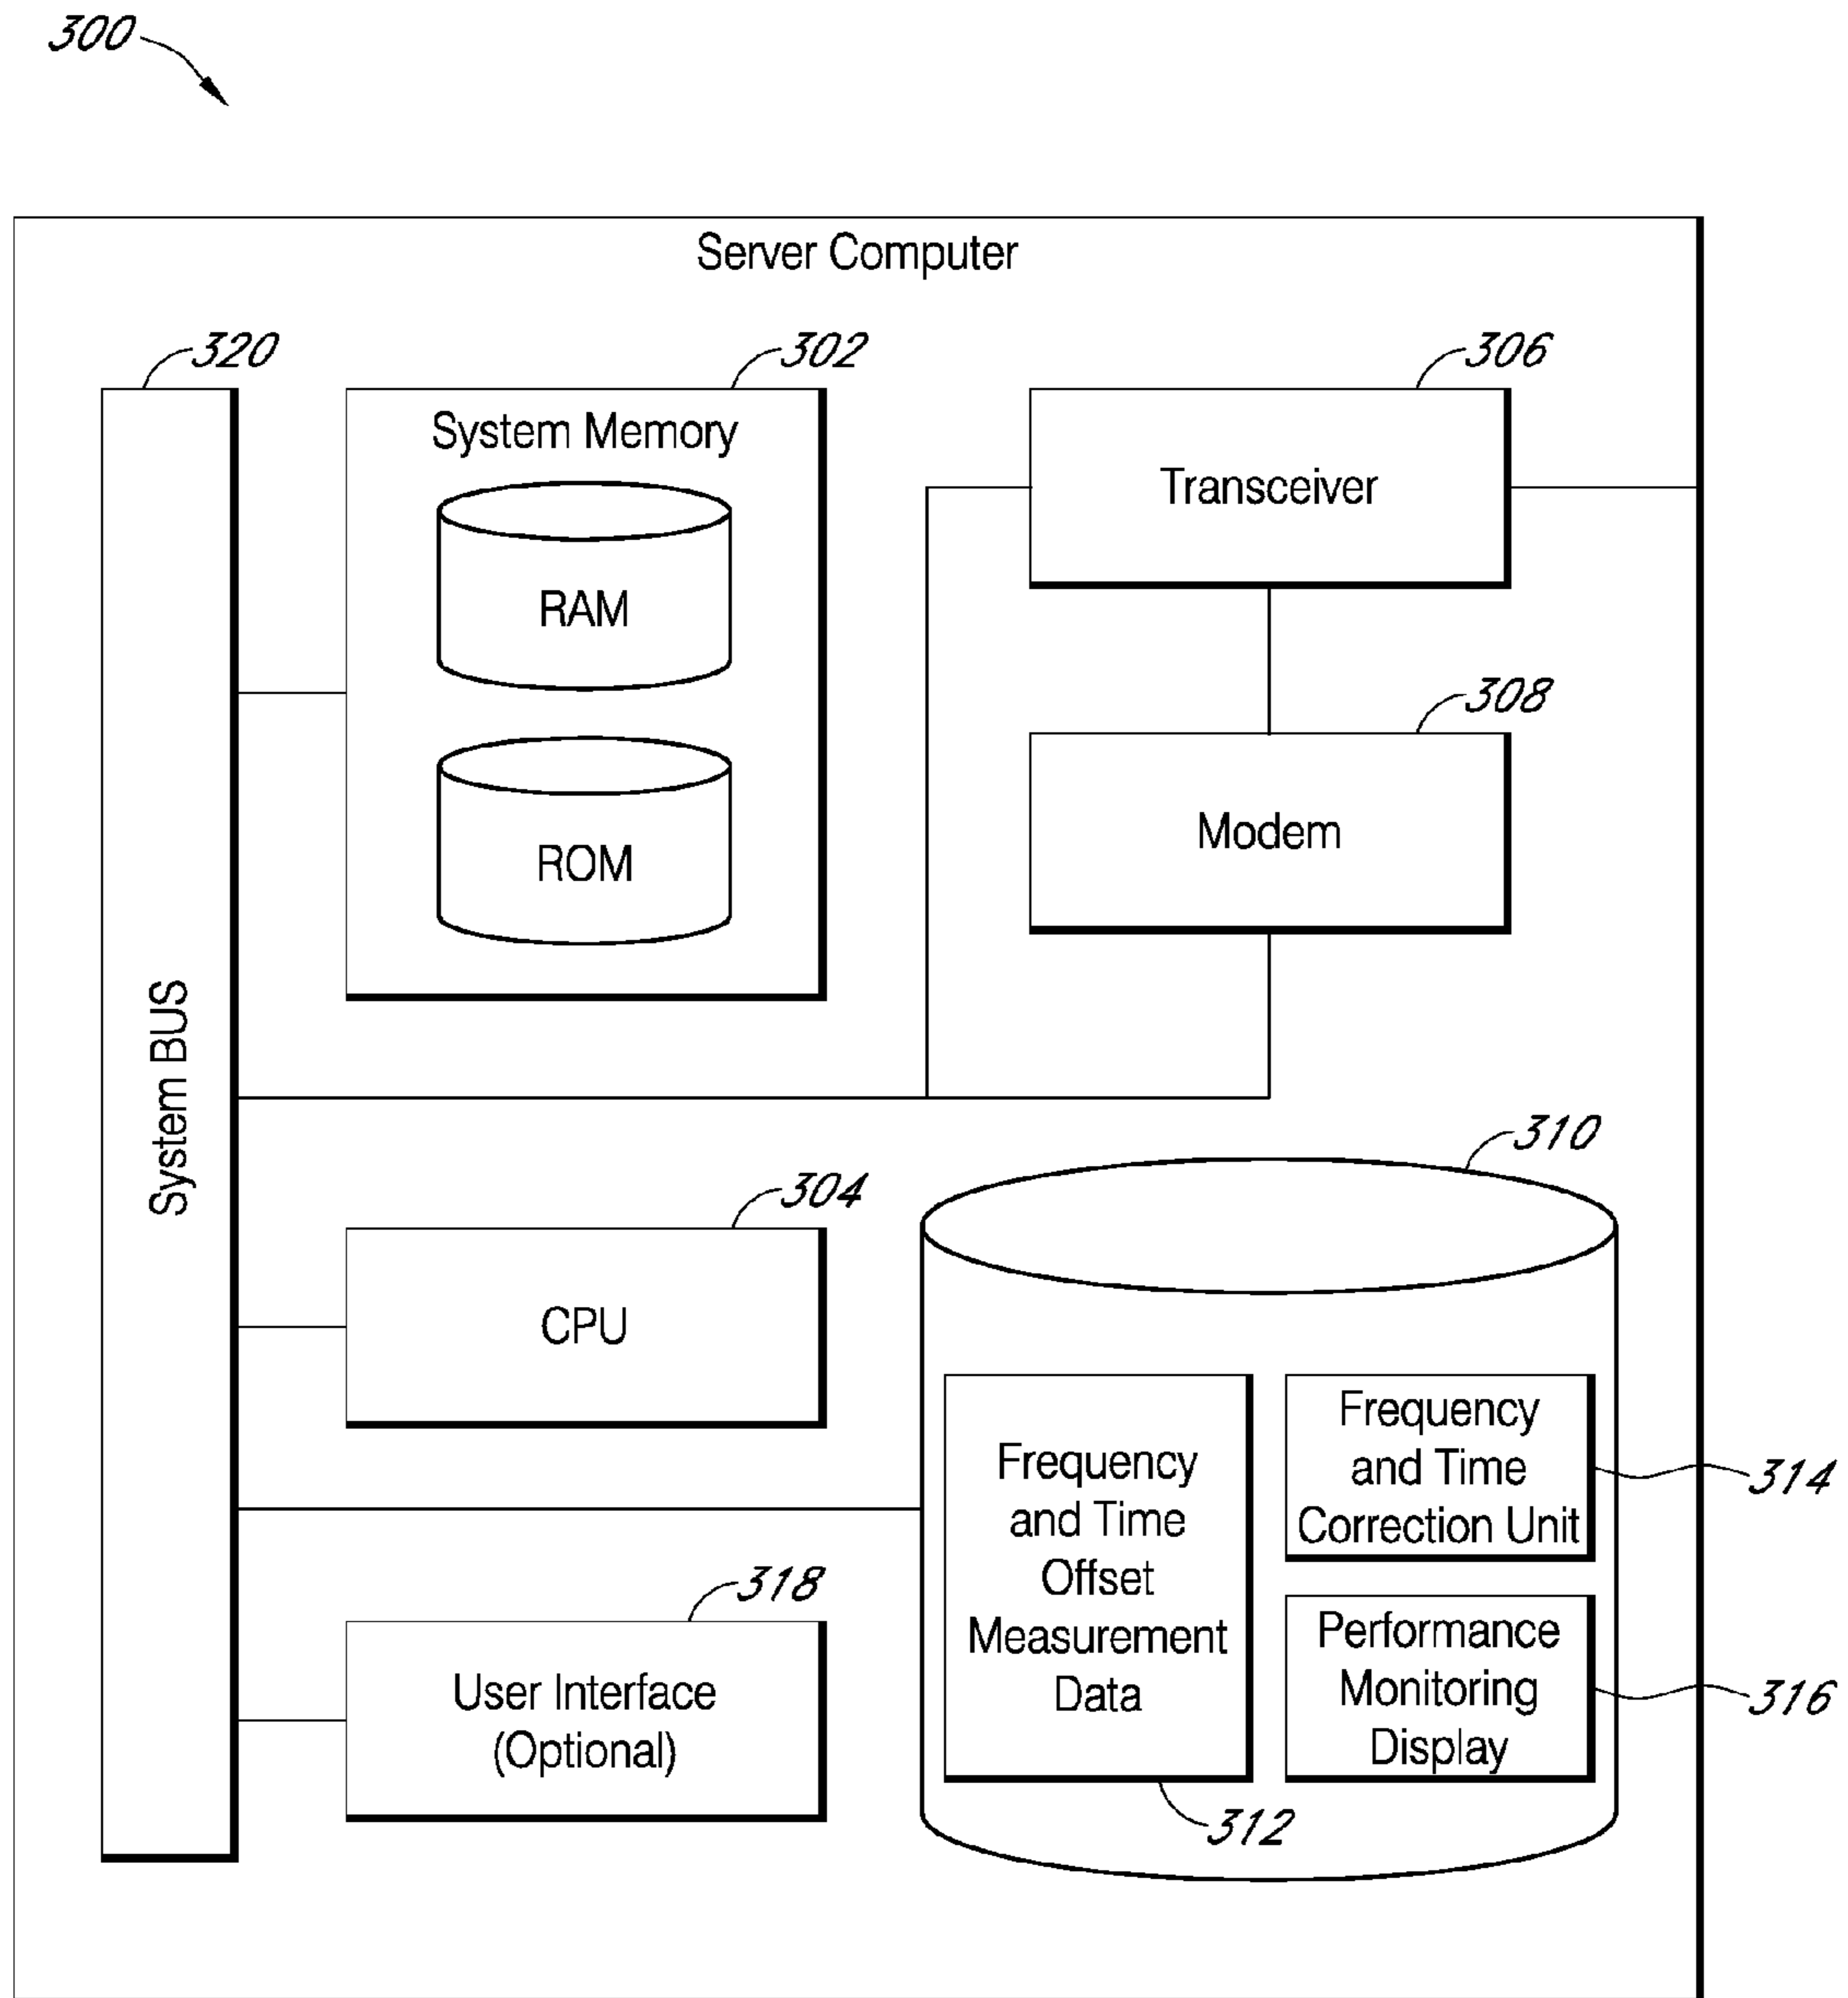 300
Server Computer
320
302
306
System Memory
Transceiver
RAM
308
Modem
ROM
System BUS
310
304
CPU
Frequency
and Time
Correction Unit
314
Frequency
and Time
Offset
Measurement
Data
318
Performance
Monitoring
Display
316
User Interface
(Optional)
312